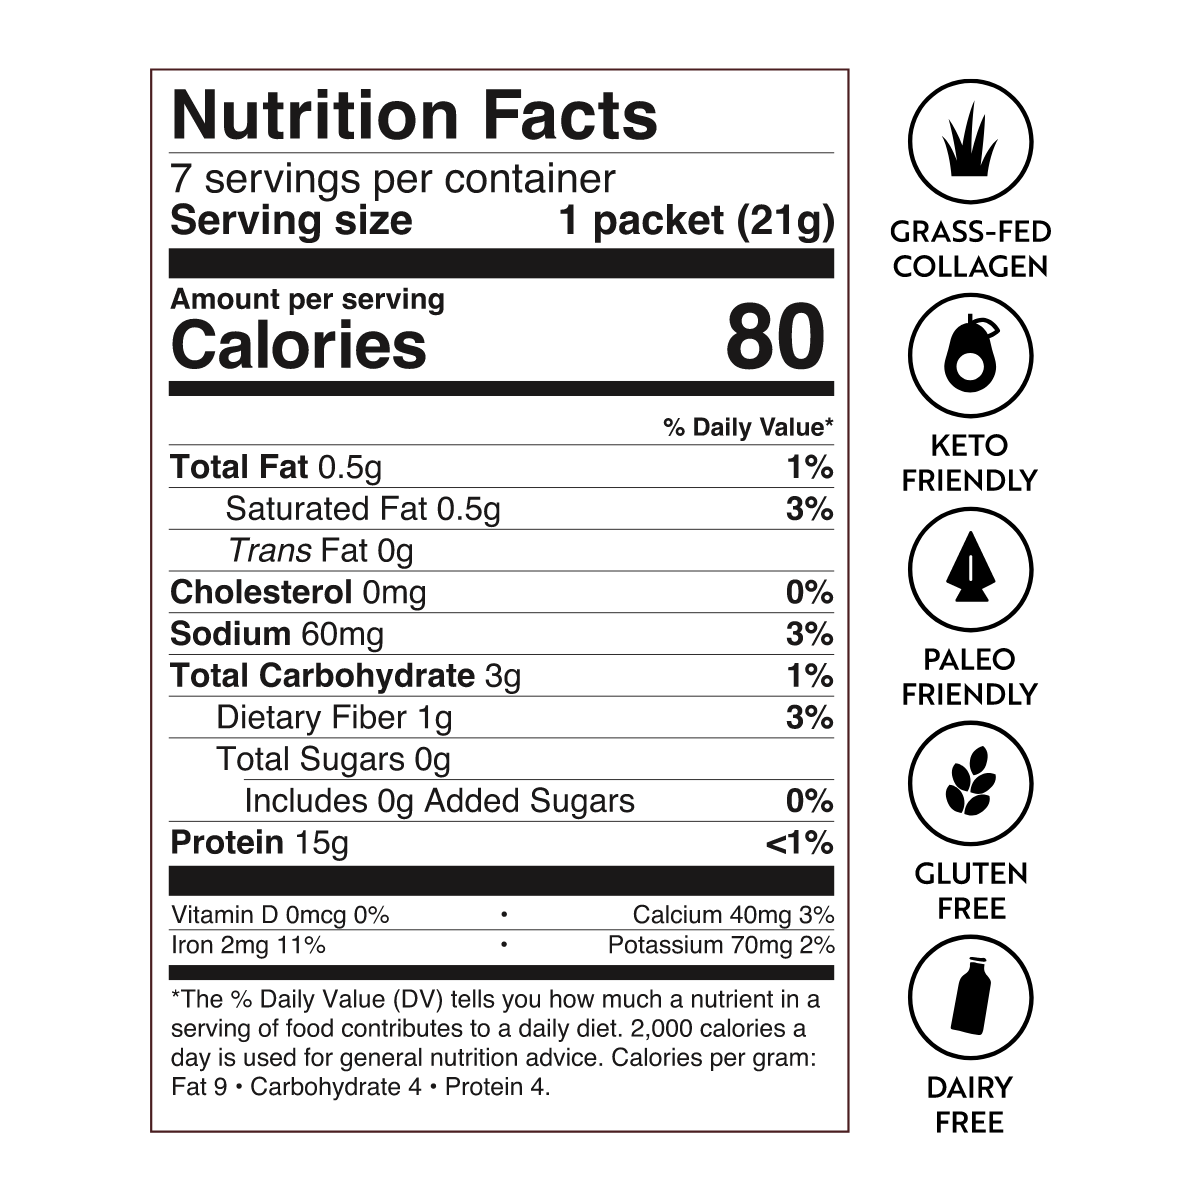 Nutrition Facts
7 servings per container
Serving size 1 packet (21g)
Amount per serving
Calories 80
% Daily Value*
Total Fat 0.5g 1%
Saturated Fat 0.5g 3%
Trans Fat 0g
Cholesterol 0mg 0%
Sodium 60mg 3%
Total Carbohydrate 3g 1%
Dietary Fiber 1g 3%
Total Sugars 0g
Includes 0g Added Sugars 0%
Protein 15g <1%
Vitamin D 0mcg 0% • Calcium 40mg 3%
Iron 2mg 11% • Potassium 70mg 2%
*The % Daily Value (DV) tells you how much a nutrient in a
serving of food contributes to a daily diet. 2,000 calories a
day is used for general nutrition advice. Calories per gram:
Fat 9 • Carbohydrate 4 • Protein 4.
GRASS-FED
COLLAGEN
KETO
FRIENDLY
PALEO
FRIENDLY
GLUTEN
FREE
DAIRY
FREE